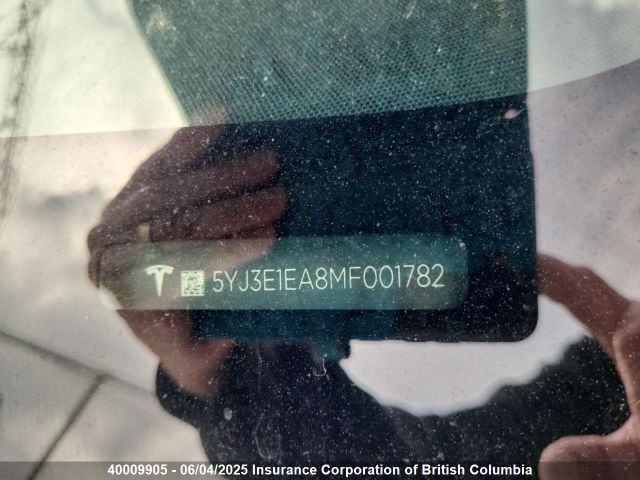 5YJ3E1EA8MF001782
40009905 - 06/04/2025 Insurance Corporation of British Columbia